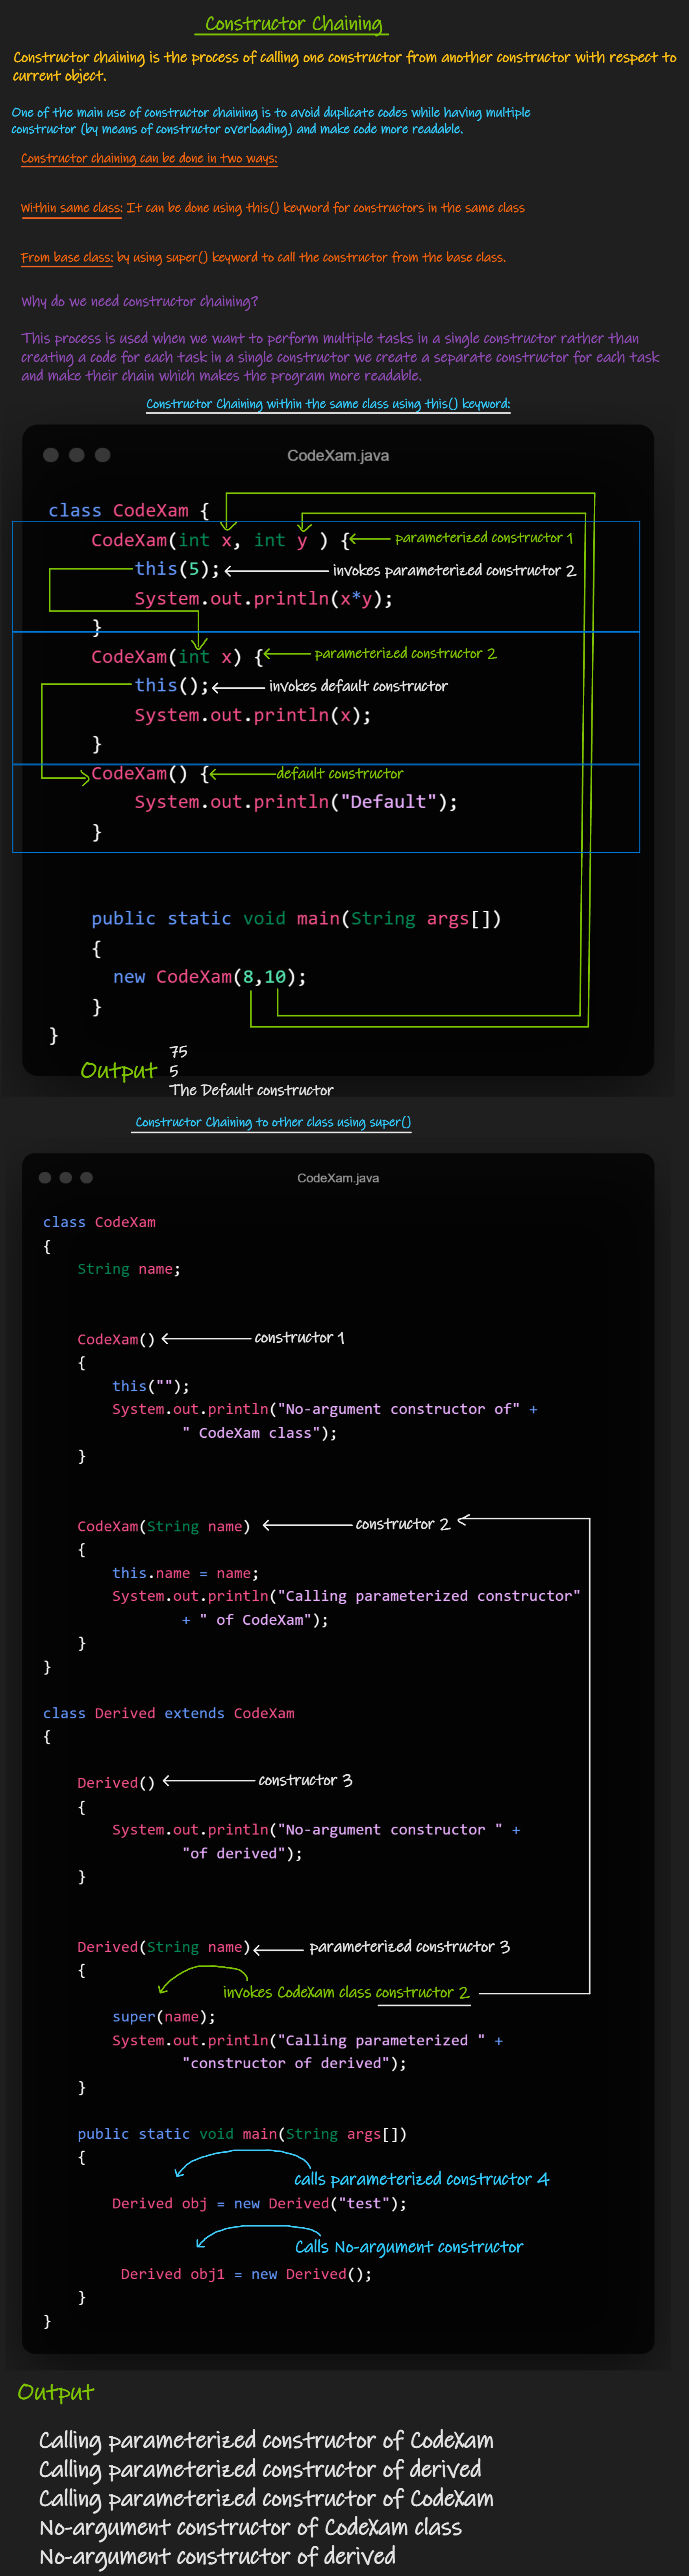 Constructor Chaining
Constructor chaining is the process of calling one constructor from another constructor with respect to
current object.
One of the main use of constructor chaining is to avoid duplicate codes while having multiple
constructor (by means of constructor overloading) and make code more readable.
Constructor chaining can be done in two ways:
Within same class: It can be done using this() keyword for constructors in the same class
From base class: by using super() keyword to call the constructor from the base class.
Why do we need constructor chaining?
This process is used when we want to perform multiple tasks in a single constructor rather than
creating a code for each task in a single constructor we create a separate constructor for each task
and make their chain which makes the program more readable.
Constructor Chaining within the same class using this() keyword:
CodeXam.java
class CodeXam {
CodeXam(int x, int y ) { parameterized constructor 1
this(5); invokes parameterized constructor 2
System.out.println(x*y);
}
CodeXam(int x) { parameterized constructor 2
this(); invokes default constructor
System.out.println(x);
}
CodeXam() { default constructor
System.out.println("Default");
}
public static void main(String args[])
{
new CodeXam(8,10);
}
}
Output
75
5
The Default constructor
Constructor Chaining to other class using super()
CodeXam.java
class CodeXam
{
String name;
CodeXam() constructor 1
{
this("");
System.out.println("No-argument constructor of" +
" CodeXam class");
}
CodeXam(String name) constructor 2
{
this.name = name;
System.out.println("Calling parameterized constructor"
+ " of CodeXam");
}
}
class Derived extends CodeXam
{
Derived() constructor 3
{
System.out.println("No-argument constructor " +
"of derived");
}
Derived(String name) parameterized constructor 3
{
invokes CodeXam class constructor 2
super(name);
System.out.println("Calling parameterized " +
"constructor of derived");
}
public static void main(String args[])
{
calls parameterized constructor 4
Derived obj = new Derived("test");
Calls No-argument constructor
Derived obj1 = new Derived();
}
}
Output
Calling parameterized constructor of CodeXam
Calling parameterized constructor of derived
Calling parameterized constructor of CodeXam
No-argument constructor of CodeXam class
No-argument constructor of derived